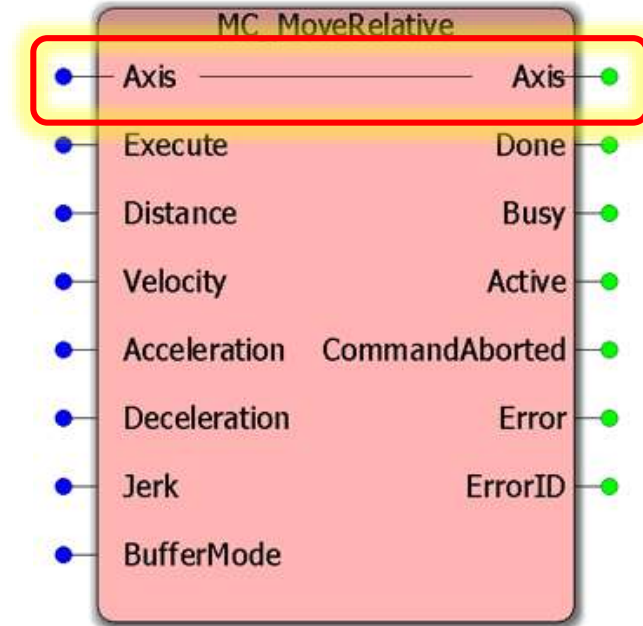 MC_MoveRelative
Axis Axis
Execute Done
Distance Busy
Velocity Active
Acceleration CommandAborted
Deceleration Error
Jerk ErrorID
BufferMode